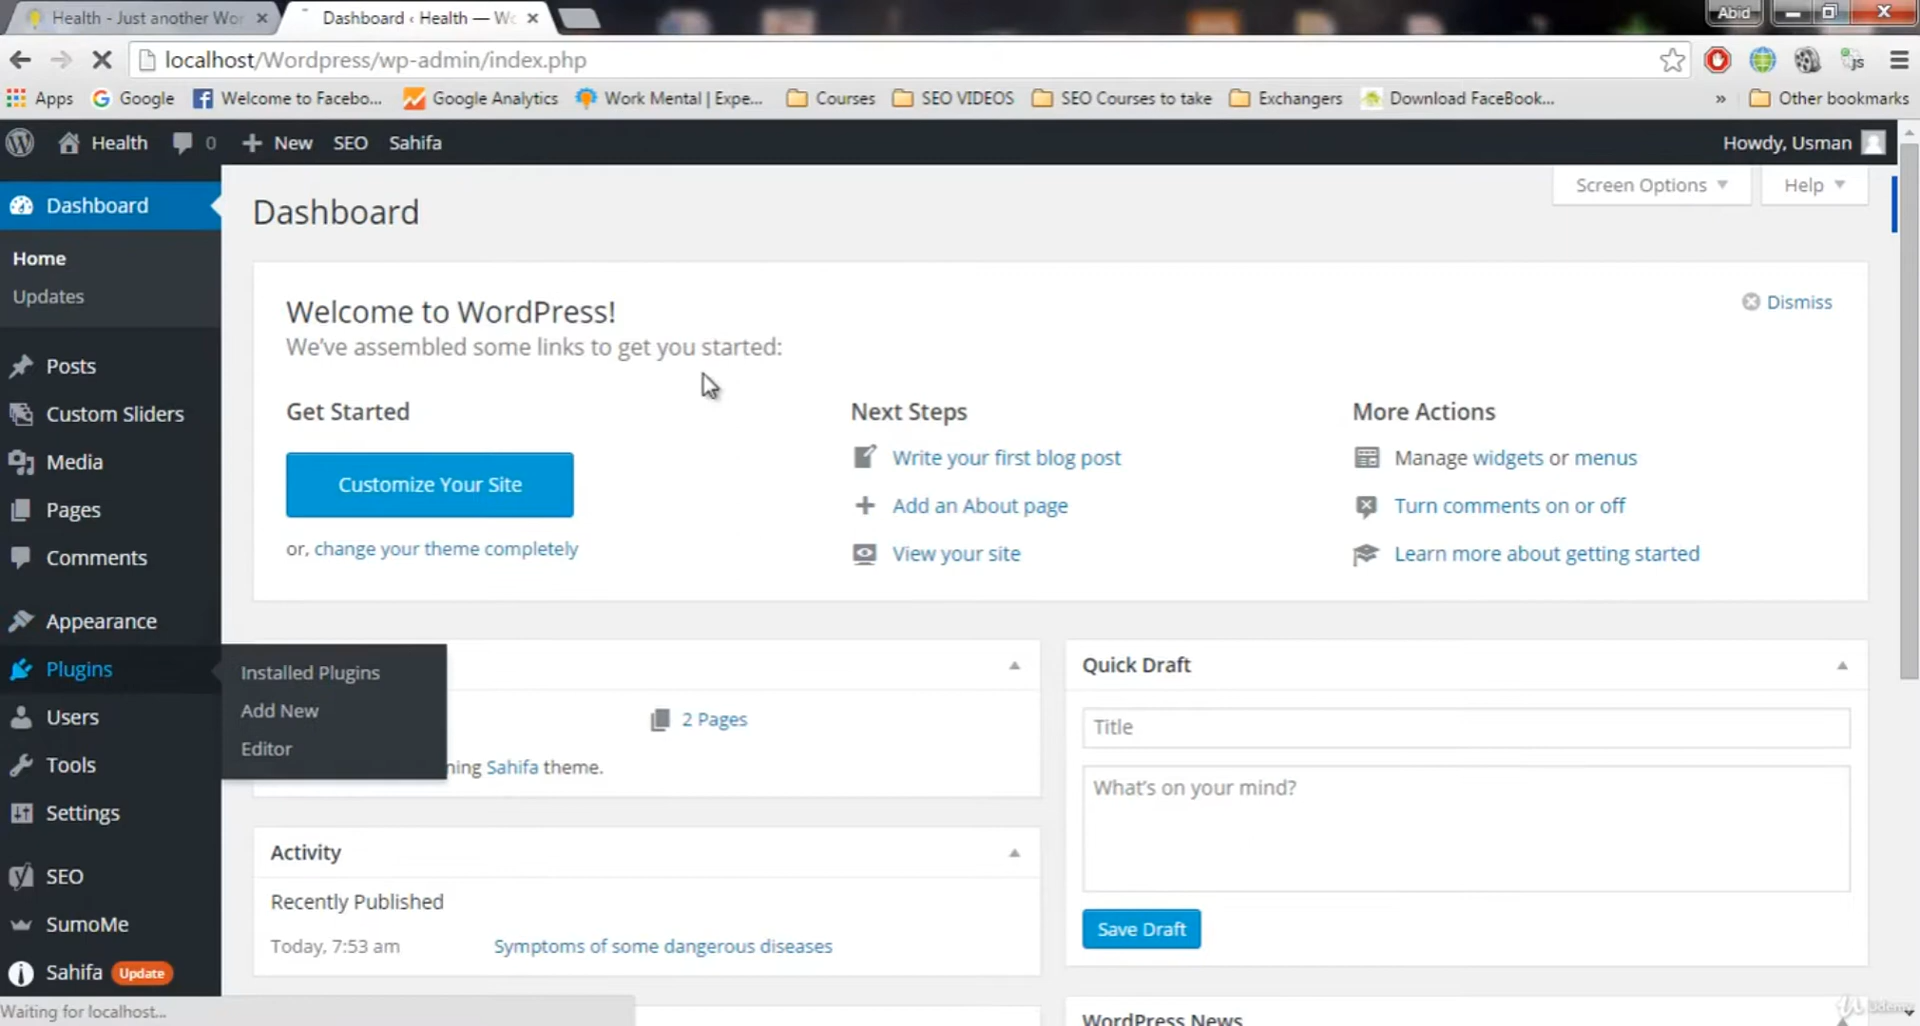 Health - Just another Wor
Dashboard ‹ Health — Wo
Abid
localhost/Wordpress/wp-admin/index.php
Apps
Google
Welcome to Facebo...
Google Analytics
Work Mental | Expe...
Courses
SEO VIDEOS
SEO Courses to take
Exchangers
Download FaceBook...
»
Other bookmarks
Health
0
New
SEO
Sahifa
Howdy, Usman
Dashboard
Home
Updates
Posts
Custom Sliders
Media
Pages
Comments
Appearance
Plugins
Users
Tools
Settings
SEO
SumoMe
Sahifa Update
Installed Plugins
Add New
Editor
Screen Options
Help
Dashboard
Welcome to WordPress!
We've assembled some links to get you started:
Dismiss
Get Started
Customize Your Site
or, change your theme completely
Next Steps
Write your first blog post
Add an About page
View your site
More Actions
Manage widgets or menus
Turn comments on or off
Learn more about getting started
2 Pages
ning Sahifa theme.
Activity
Recently Published
Today, 7:53 am
Symptoms of some dangerous diseases
Quick Draft
Title
What's on your mind?
Save Draft
WordPress News
Waiting for localhost...
Udemy